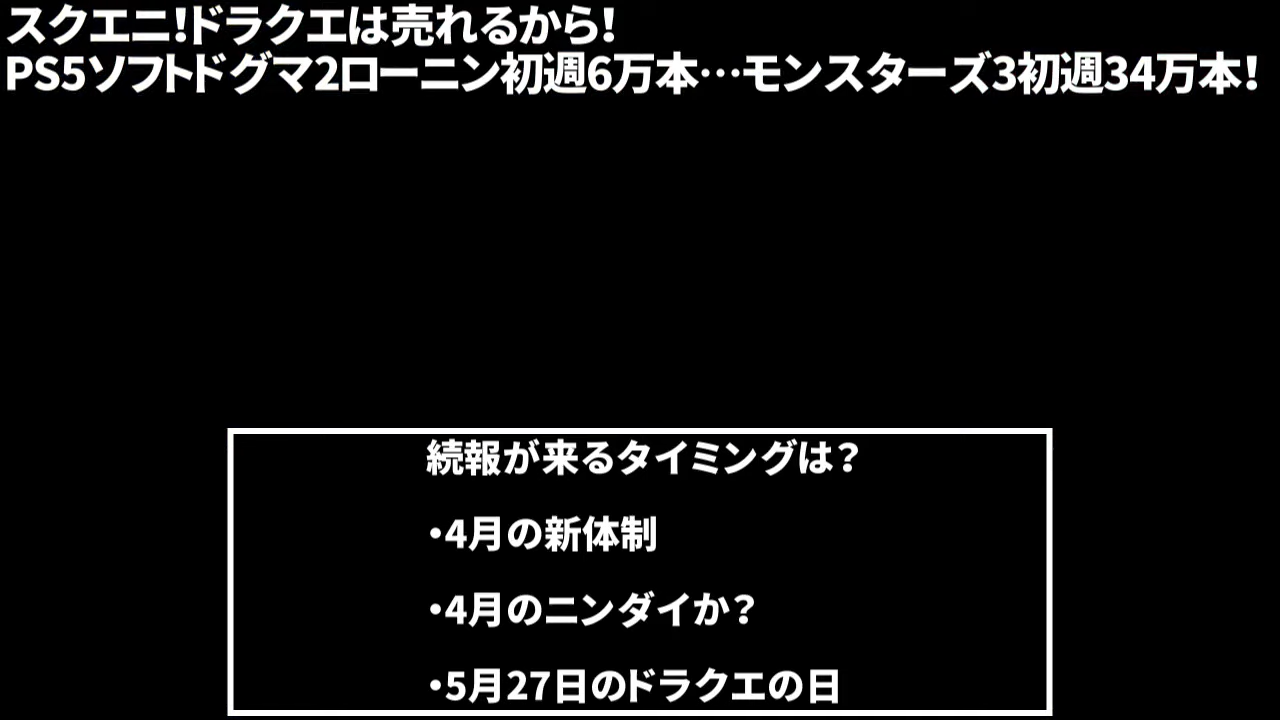 スクエニ!ドラクエは売れるから!
PS5ソフトドグマ2ローニン初週6万本…モンスターズ3初週34万本!
続報が来るタイミングは?
・4月の新体制
・4月のニンダイか?
・5月27日のドラクエの日